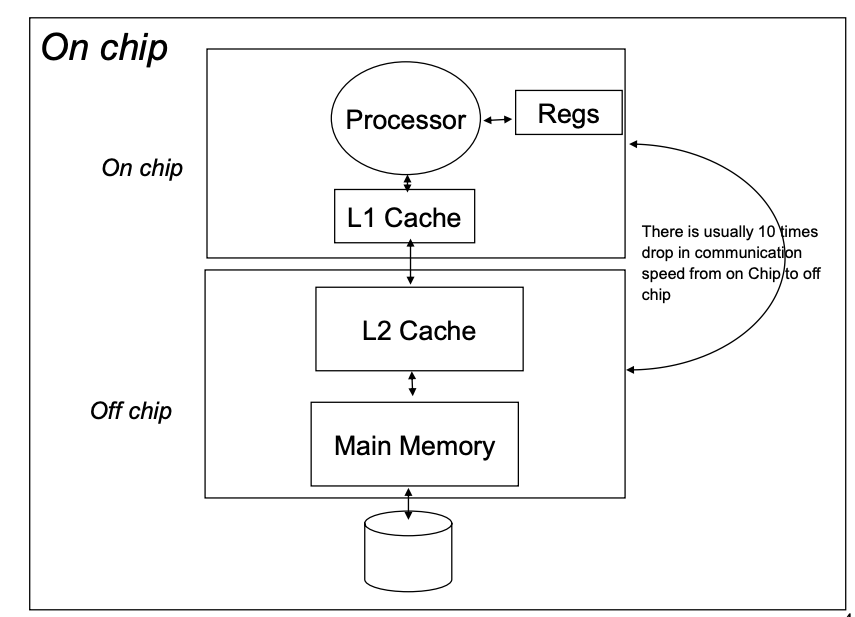 On chip
Processor
Regs
On chip
L1 Cache
There is usually 10 times
drop in communication
speed from on Chip to off
chip
L2 Cache
Off chip
Main Memory